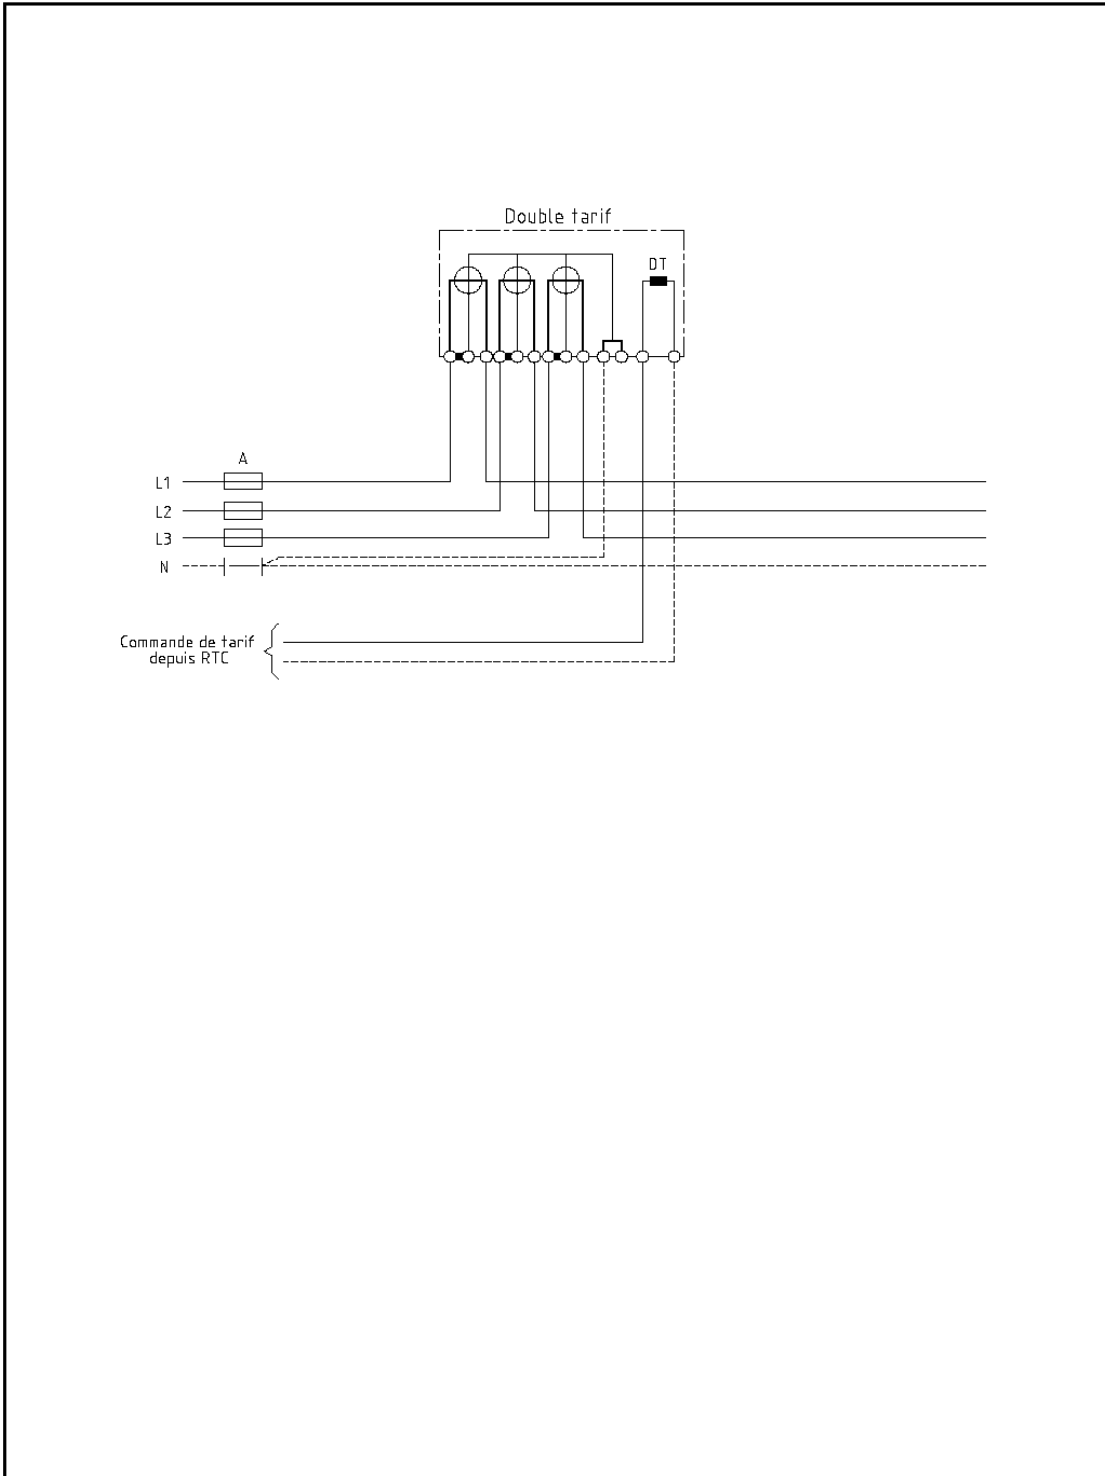 Double tarif
DT
A
L1
L2
L3
N
Commande de tarif
depuis RTC